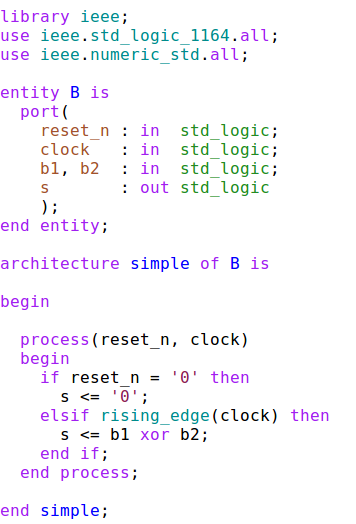 library ieee;
use ieee.std_logic_1164.all;
use ieee.numeric_std.all;

entity B is
  port(
    reset_n : in  std_logic;
    clock   : in  std_logic;
    b1, b2  : in  std_logic;
    s       : out std_logic
    );
end entity;

architecture simple of B is

begin

  process(reset_n, clock)
  begin
    if reset_n = '0' then
      s <= '0';
    elsif rising_edge(clock) then
      s <= b1 xor b2;
    end if;
  end process;

end simple;